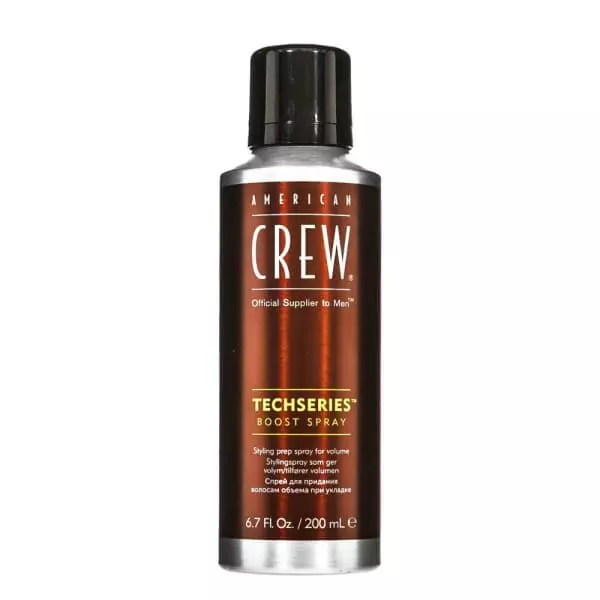 AMERICAN
CREW®
Official Supplier to Men™
TECHSERIES™
BOOST SPRAY
Styling prep spray for volume
Stylingspray som ger
volym/tilfører volumen
Спрей для придания
волосам объема при укладке
6.7 Fl. Oz. / 200 mL ℮